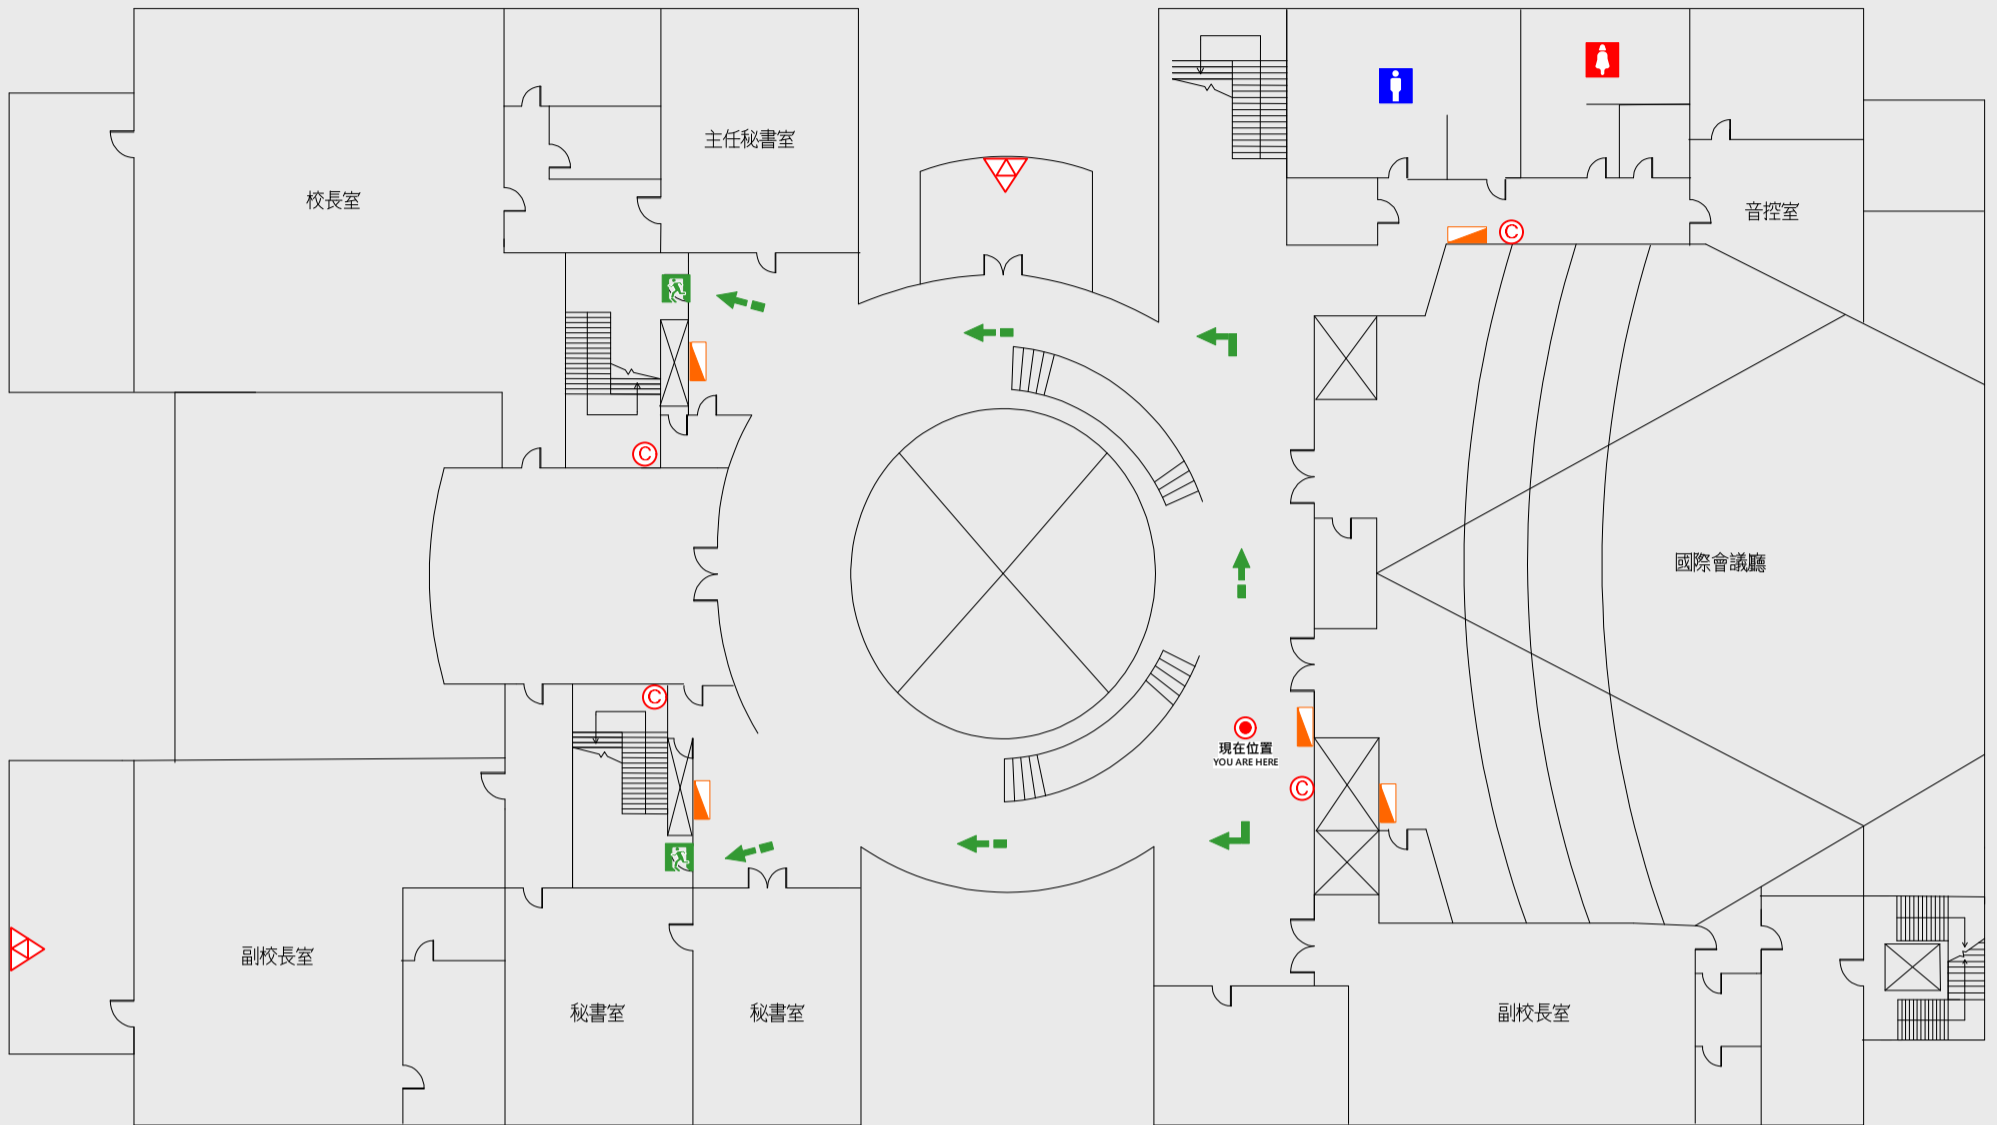 主任秘書室
校長室
音控室
國際會議廳
現在位置
YOU ARE HERE
副校長室
秘書室
秘書室
副校長室
Ⓒ
Ⓒ
Ⓒ
Ⓒ